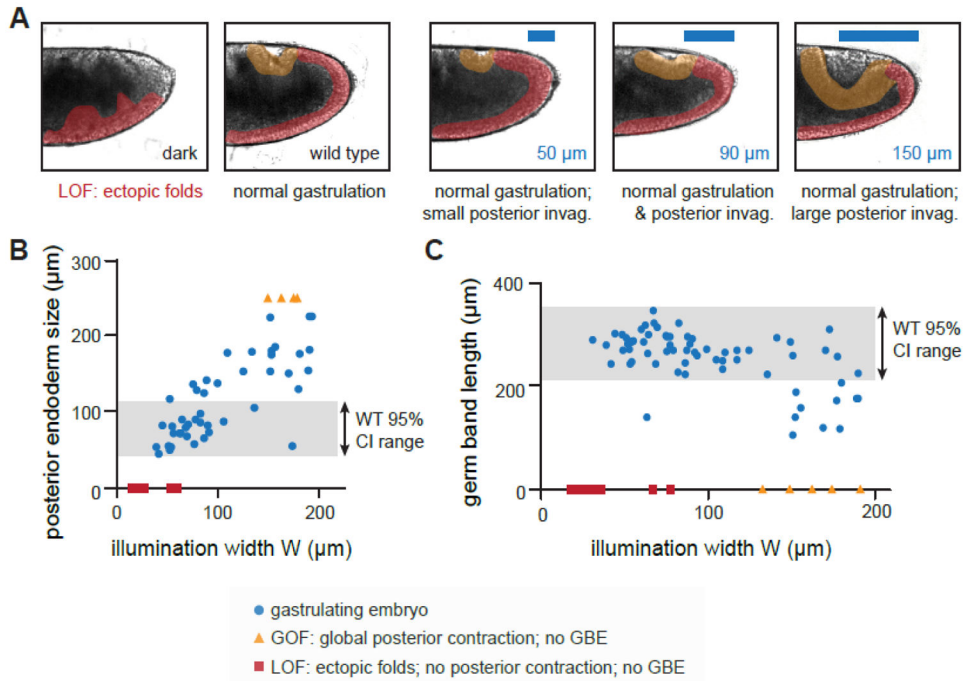 A
dark
wild type
50 µm
90 µm
150 µm
LOF: ectopic folds
normal gastrulation
normal gastrulation;
small posterior invag.
normal gastrulation
& posterior invag.
normal gastrulation;
large posterior invag.
B
posterior endoderm size (µm)
300
200
100
0
0
100
200
illumination width W (µm)
WT 95%
CI range
C
germ band length (µm)
400
200
0
0
100
200
illumination width W (µm)
WT 95%
CI range
gastrulating embryo
GOF: global posterior contraction; no GBE
LOF: ectopic folds; no posterior contraction; no GBE